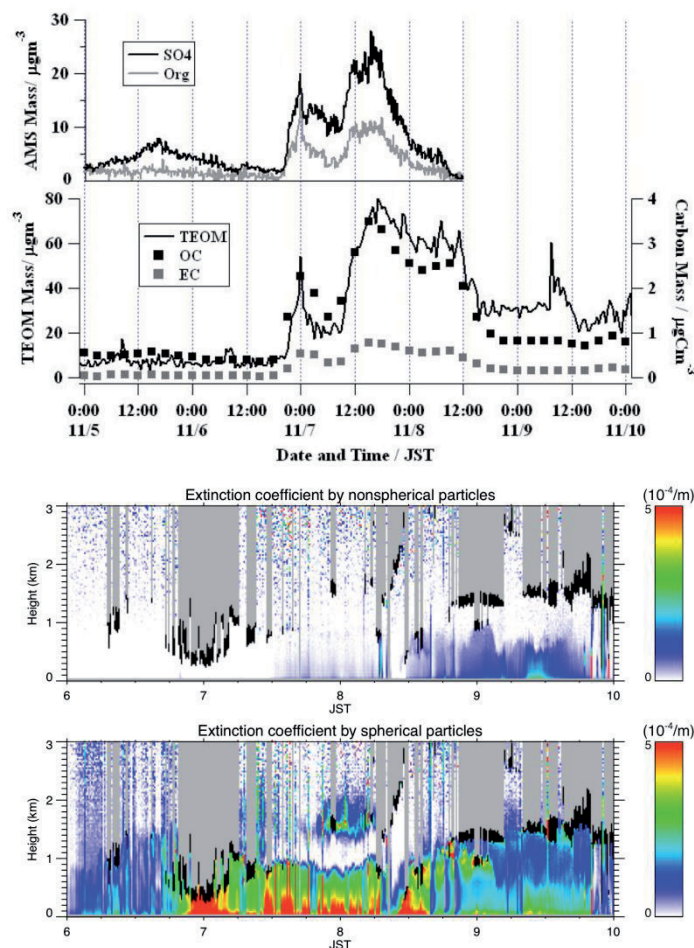 AMS Mass/ μgm-3
30
20
10
0
SO4
Org
TEOM Mass/ μgm-3
80
60
40
20
0
TEOM
OC
EC
4
3
2
1
0
Carbon Mass / μgCm-3
0:00 12:00 0:00 12:00 0:00 12:00 0:00 12:00 0:00 12:00 0:00
11/5 11/6 11/7 11/8 11/9 11/10
Date and Time / JST
Extinction coefficient by nonspherical particles
(10-4/m)
Height (km)
3
2
1
0
5
0
6 7 8 9 10
JST
Extinction coefficient by spherical particles
(10-4/m)
Height (km)
3
2
1
0
5
0
6 7 8 9 10
JST